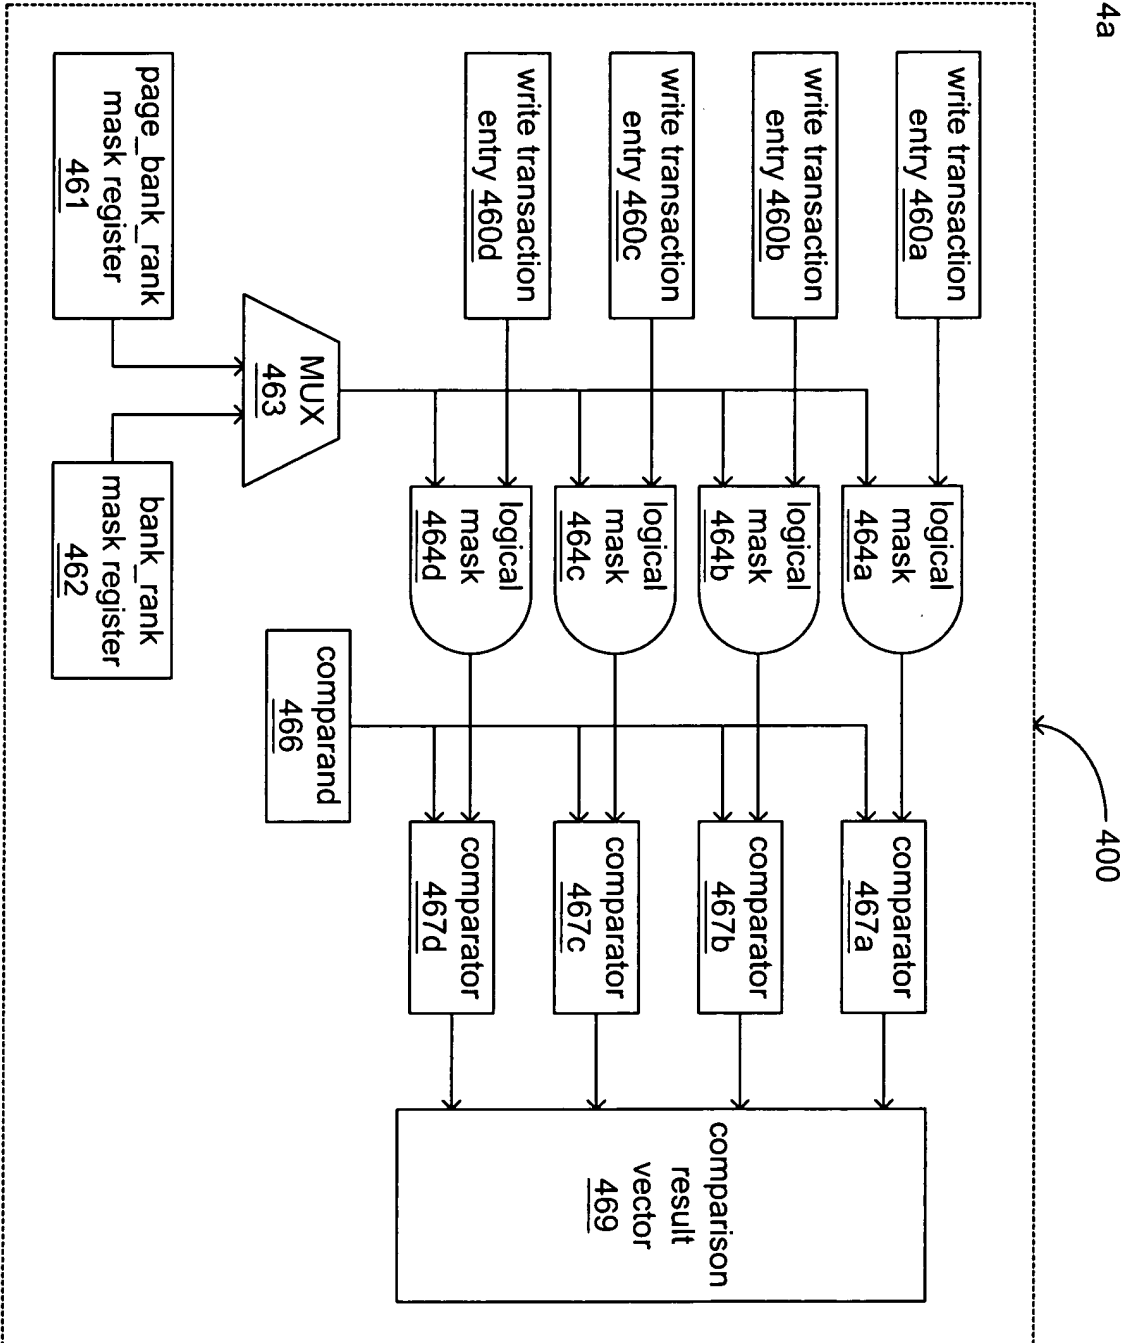 4a
400
write transaction
entry 460a
write transaction
entry 460b
write transaction
entry 460c
write transaction
entry 460d
logical
mask
464a
logical
mask
464b
logical
mask
464c
logical
mask
464d
comparator
467a
comparator
467b
comparator
467c
comparator
467d
comparison
result
vector
469
MUX
463
comparand
466
page_bank_rank
mask register
461
bank_rank
mask register
462